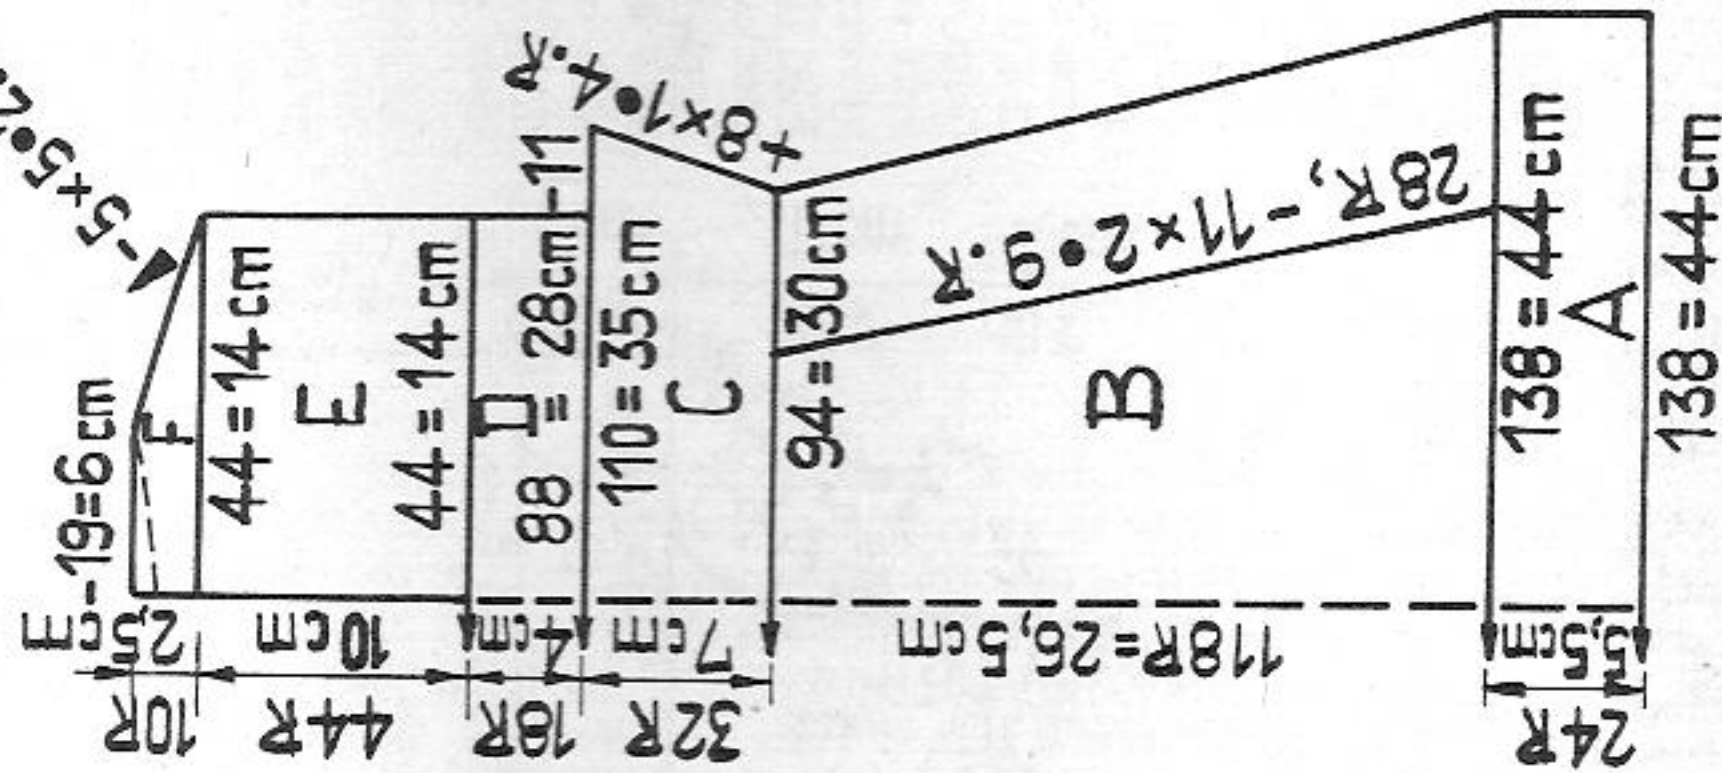 -5×5•2.
-19=6cm
F
44=14cm
E
44=14cm
D
88 = 28cm
-11
110=35cm
C
+8×1•4.R
94=30cm
28R, -11×2•9.R
B
138=44cm
A
138=44cm
2,5cm
10cm
4cm
7cm
118R=26,5cm
5,5cm
10R
44R
18R
32R
24R